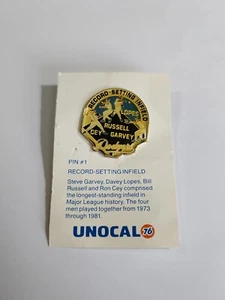 RECORD-SETTING INFIELD
LOPES
RUSSELL
CEY GARVEY
Dodgers
PIN #1
RECORD-SETTING INFIELD
Steve Garvey, Davey Lopes, Bill
Russell and Ron Cey comprised
the longest-standing infield in
Major League history. The four
men played together from 1973
through 1981.
UNOCAL 76